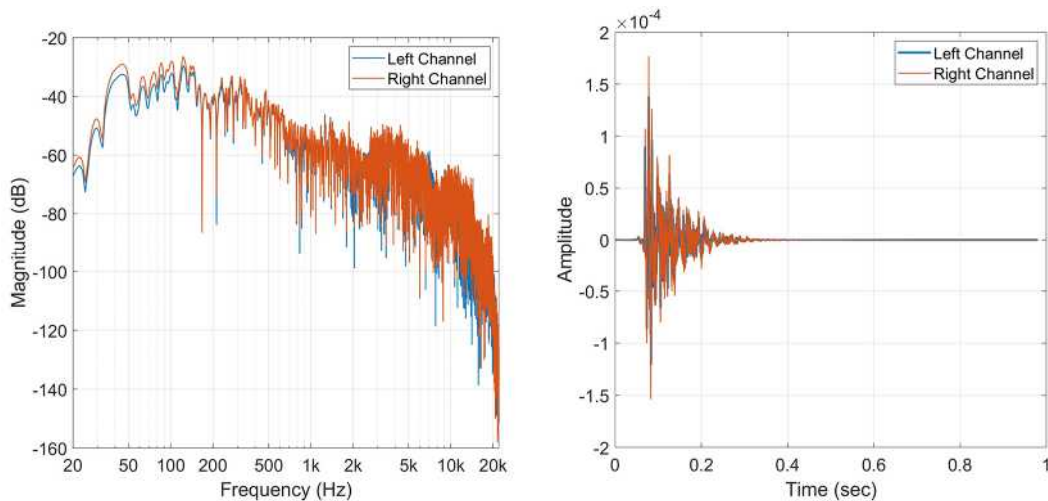 -20
-40
-60
-80
-100
-120
-140
-160
Magnitude (dB)
Left Channel
Right Channel
20 50 100 200 500 1k 2k 5k 10k 20k
Frequency (Hz)
×10-4
2
1.5
1
0.5
0
-0.5
-1
-1.5
-2
Amplitude
Left Channel
Right Channel
0 0.2 0.4 0.6 0.8 1
Time (sec)